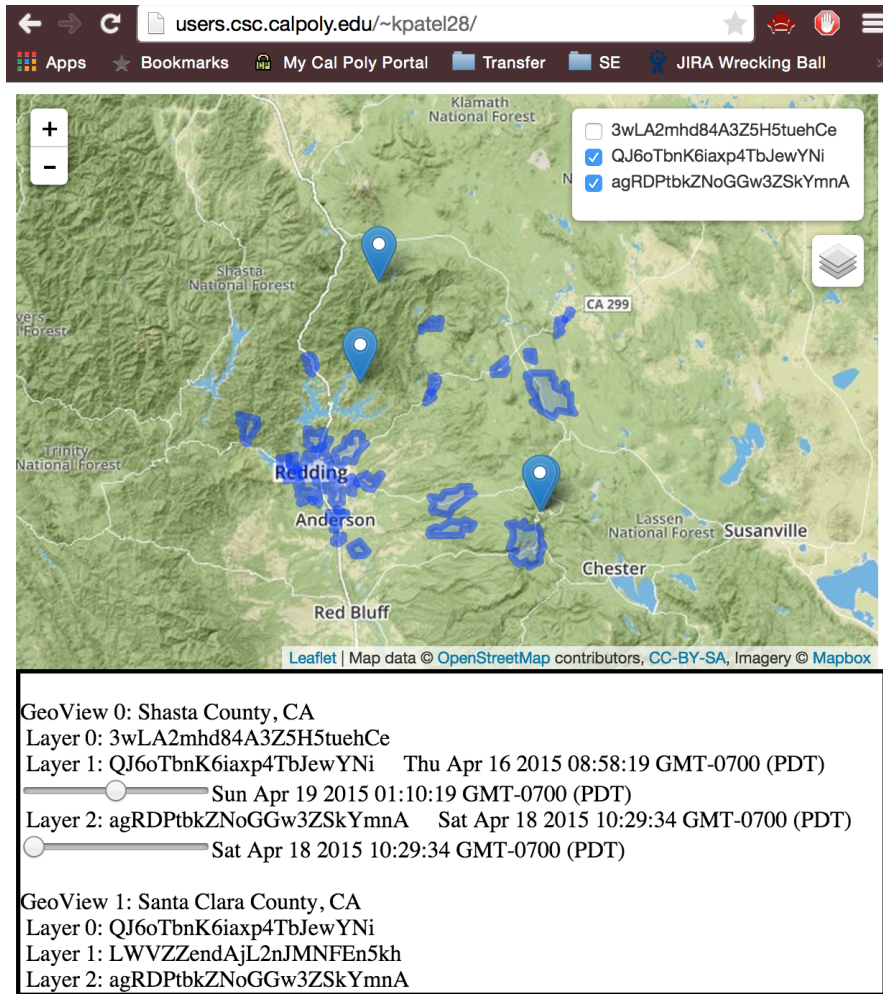 users.csc.calpoly.edu/~kpatel28/
Apps Bookmarks CP My Cal Poly Portal Transfer SE JIRA Wrecking Ball »
+
-
3wLA2mhd84A3Z5H5tuehCe
QJ6oTbnK6iaxp4TbJewYNi
agRDPtbkZNoGGw3ZSkYmnA
Klamath
National Forest
N
Shasta
National Forest
CA 299
vers
l Forest
Trinity
National Forest
Redding
Anderson
Lassen
National Forest
Susanville
Chester
Red Bluff
Leaflet | Map data © OpenStreetMap contributors, CC-BY-SA, Imagery © Mapbox
GeoView 0: Shasta County, CA
Layer 0: 3wLA2mhd84A3Z5H5tuehCe
Layer 1: QJ6oTbnK6iaxp4TbJewYNi Thu Apr 16 2015 08:58:19 GMT-0700 (PDT)
Sun Apr 19 2015 01:10:19 GMT-0700 (PDT)
Layer 2: agRDPtbkZNoGGw3ZSkYmnA Sat Apr 18 2015 10:29:34 GMT-0700 (PDT)
Sat Apr 18 2015 10:29:34 GMT-0700 (PDT)
GeoView 1: Santa Clara County, CA
Layer 0: QJ6oTbnK6iaxp4TbJewYNi
Layer 1: LWVZZendAjL2nJMNFEn5kh
Layer 2: agRDPtbkZNoGGw3ZSkYmnA